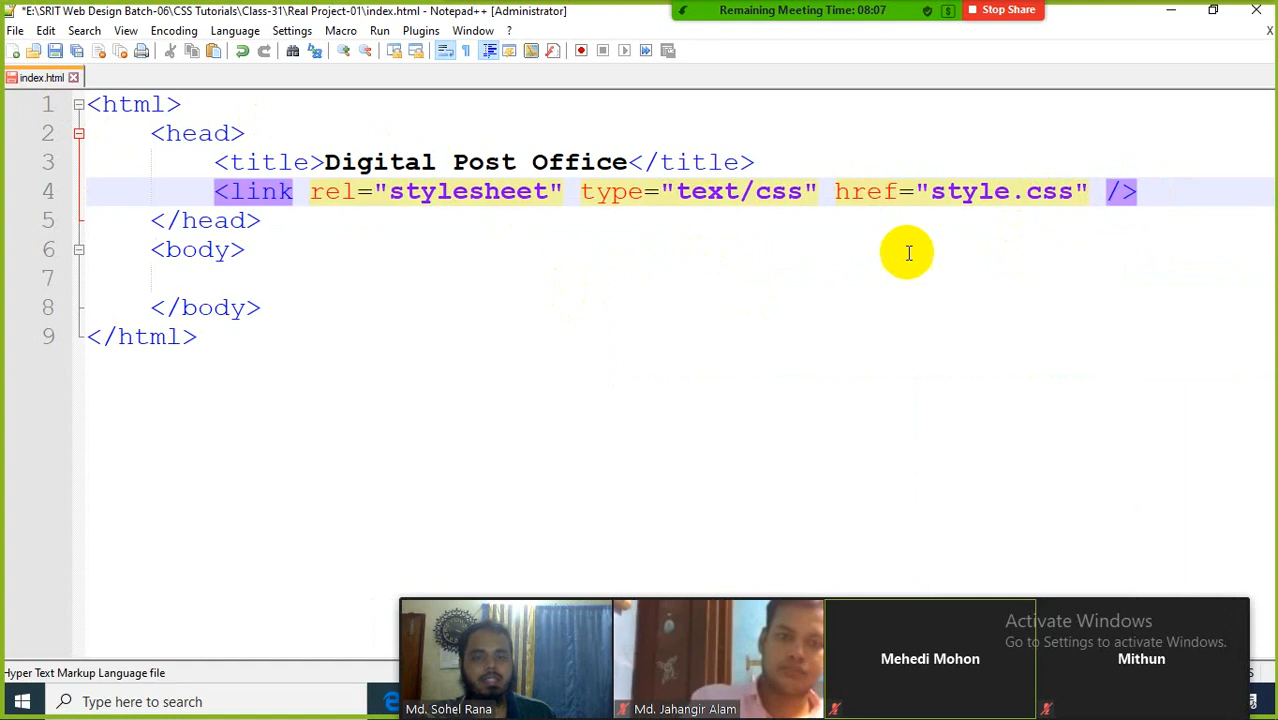 *E:\SRIT Web Design Batch-06\CSS Tutorials\Class-31\Real Project-01\index.html - Notepad++ [Administrator]
Remaining Meeting Time: 08:07
Stop Share
File Edit Search View Encoding Language Settings Macro Run Plugins Window ? X
index.html
1 <html>
2 <head>
3 <title>Digital Post Office</title>
4 <link rel="stylesheet" type="text/css" href="style.css" />
5 </head>
6 <body>
7
8 </body>
9 </html>
Activate Windows
Go to Settings to activate Windows.
Mehedi Mohon
Mithun
Hyper Text Markup Language file
Type here to search
Md. Sohel Rana
Md. Jahangir Alam